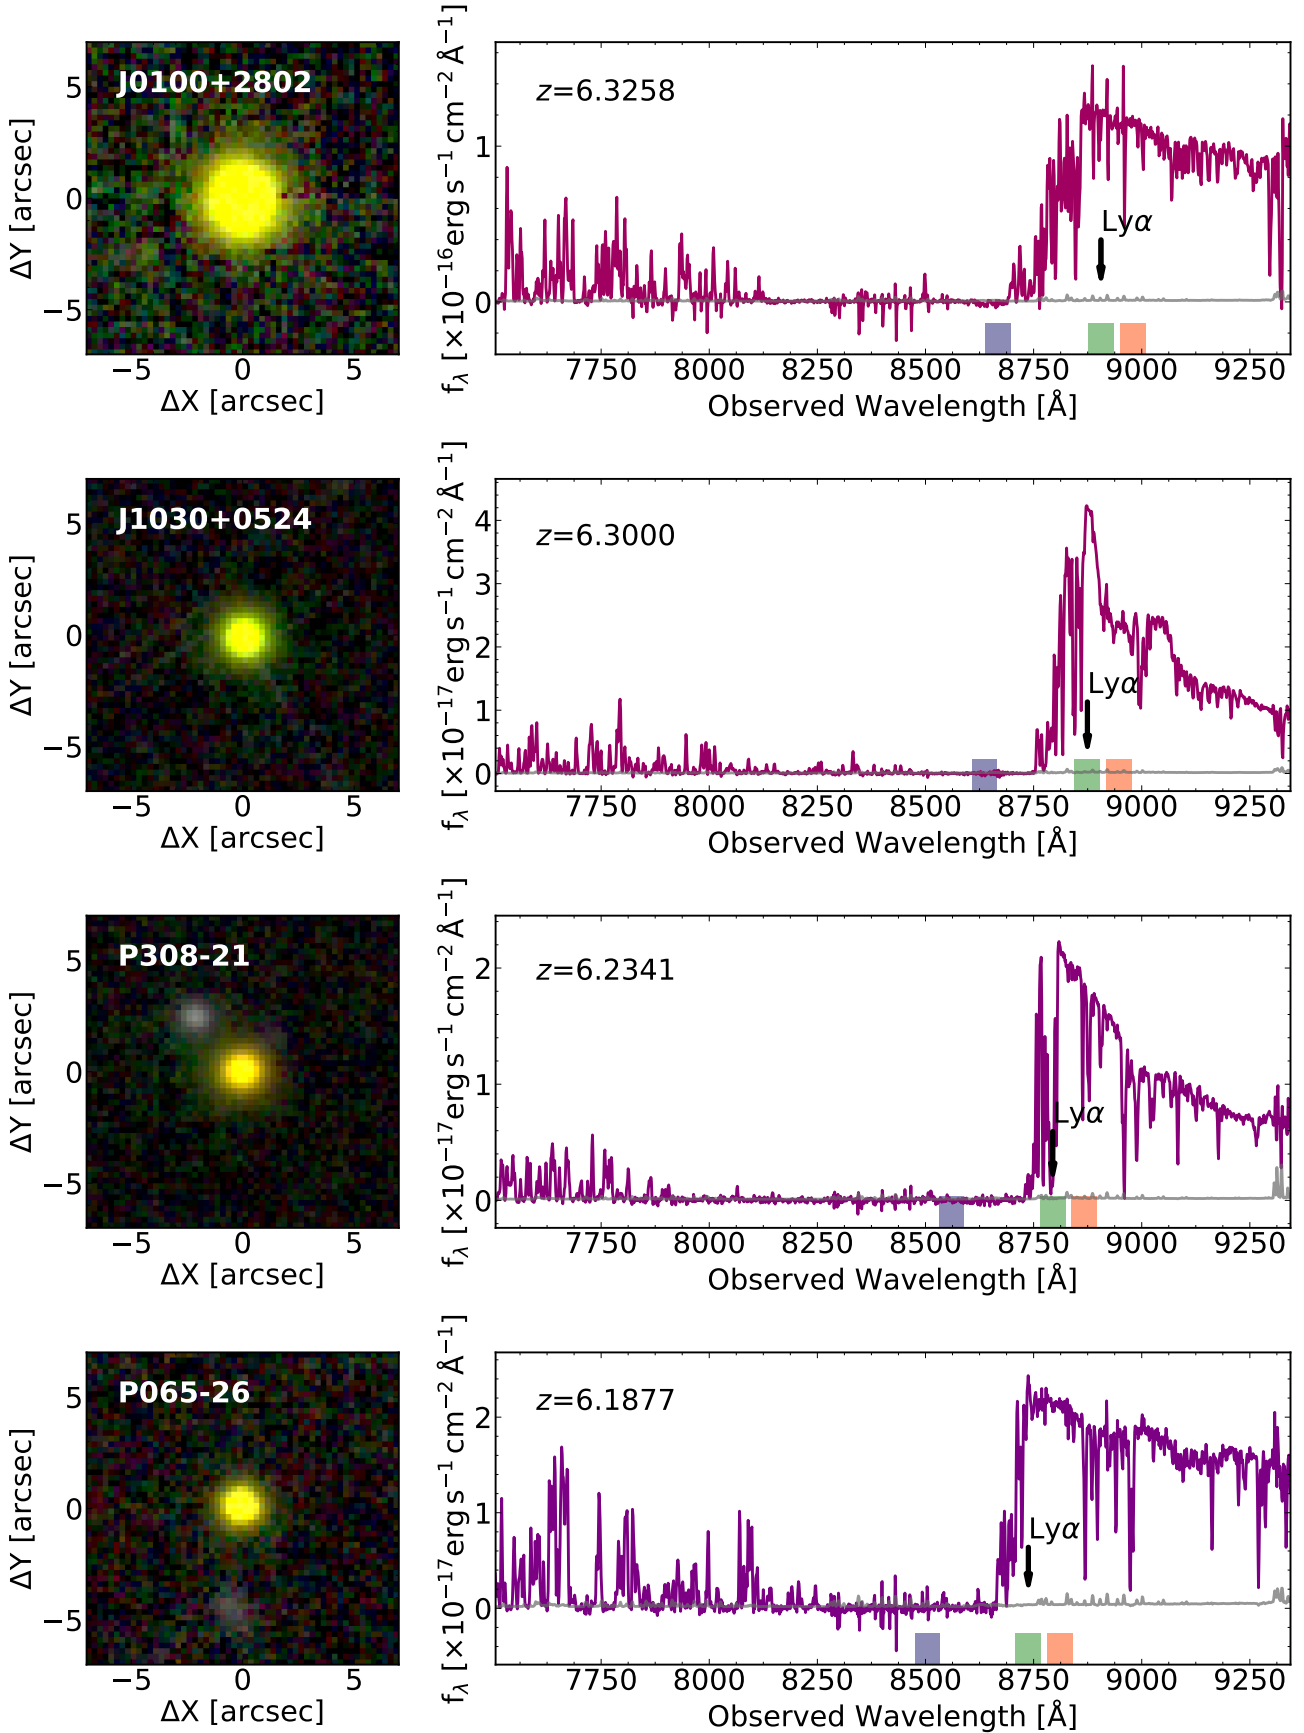 J0100+2802
ΔY [arcsec]
5
0
−5
−5
0
5
ΔX [arcsec]
f_λ [×10^−16 erg s^−1 cm^−2 Å^−1]
z=6.3258
Lyα
1
0
7750 8000 8250 8500 8750 9000 9250
Observed Wavelength [Å]
J1030+0524
ΔY [arcsec]
5
0
−5
−5
0
5
ΔX [arcsec]
f_λ [×10^−17 erg s^−1 cm^−2 Å^−1]
z=6.3000
Lyα
4
3
2
1
0
7750 8000 8250 8500 8750 9000 9250
Observed Wavelength [Å]
P308-21
ΔY [arcsec]
5
0
−5
−5
0
5
ΔX [arcsec]
f_λ [×10^−17 erg s^−1 cm^−2 Å^−1]
z=6.2341
Lyα
2
1
0
7750 8000 8250 8500 8750 9000 9250
Observed Wavelength [Å]
P065-26
ΔY [arcsec]
5
0
−5
−5
0
5
ΔX [arcsec]
f_λ [×10^−17 erg s^−1 cm^−2 Å^−1]
z=6.1877
Lyα
2
1
0
7750 8000 8250 8500 8750 9000 9250
Observed Wavelength [Å]